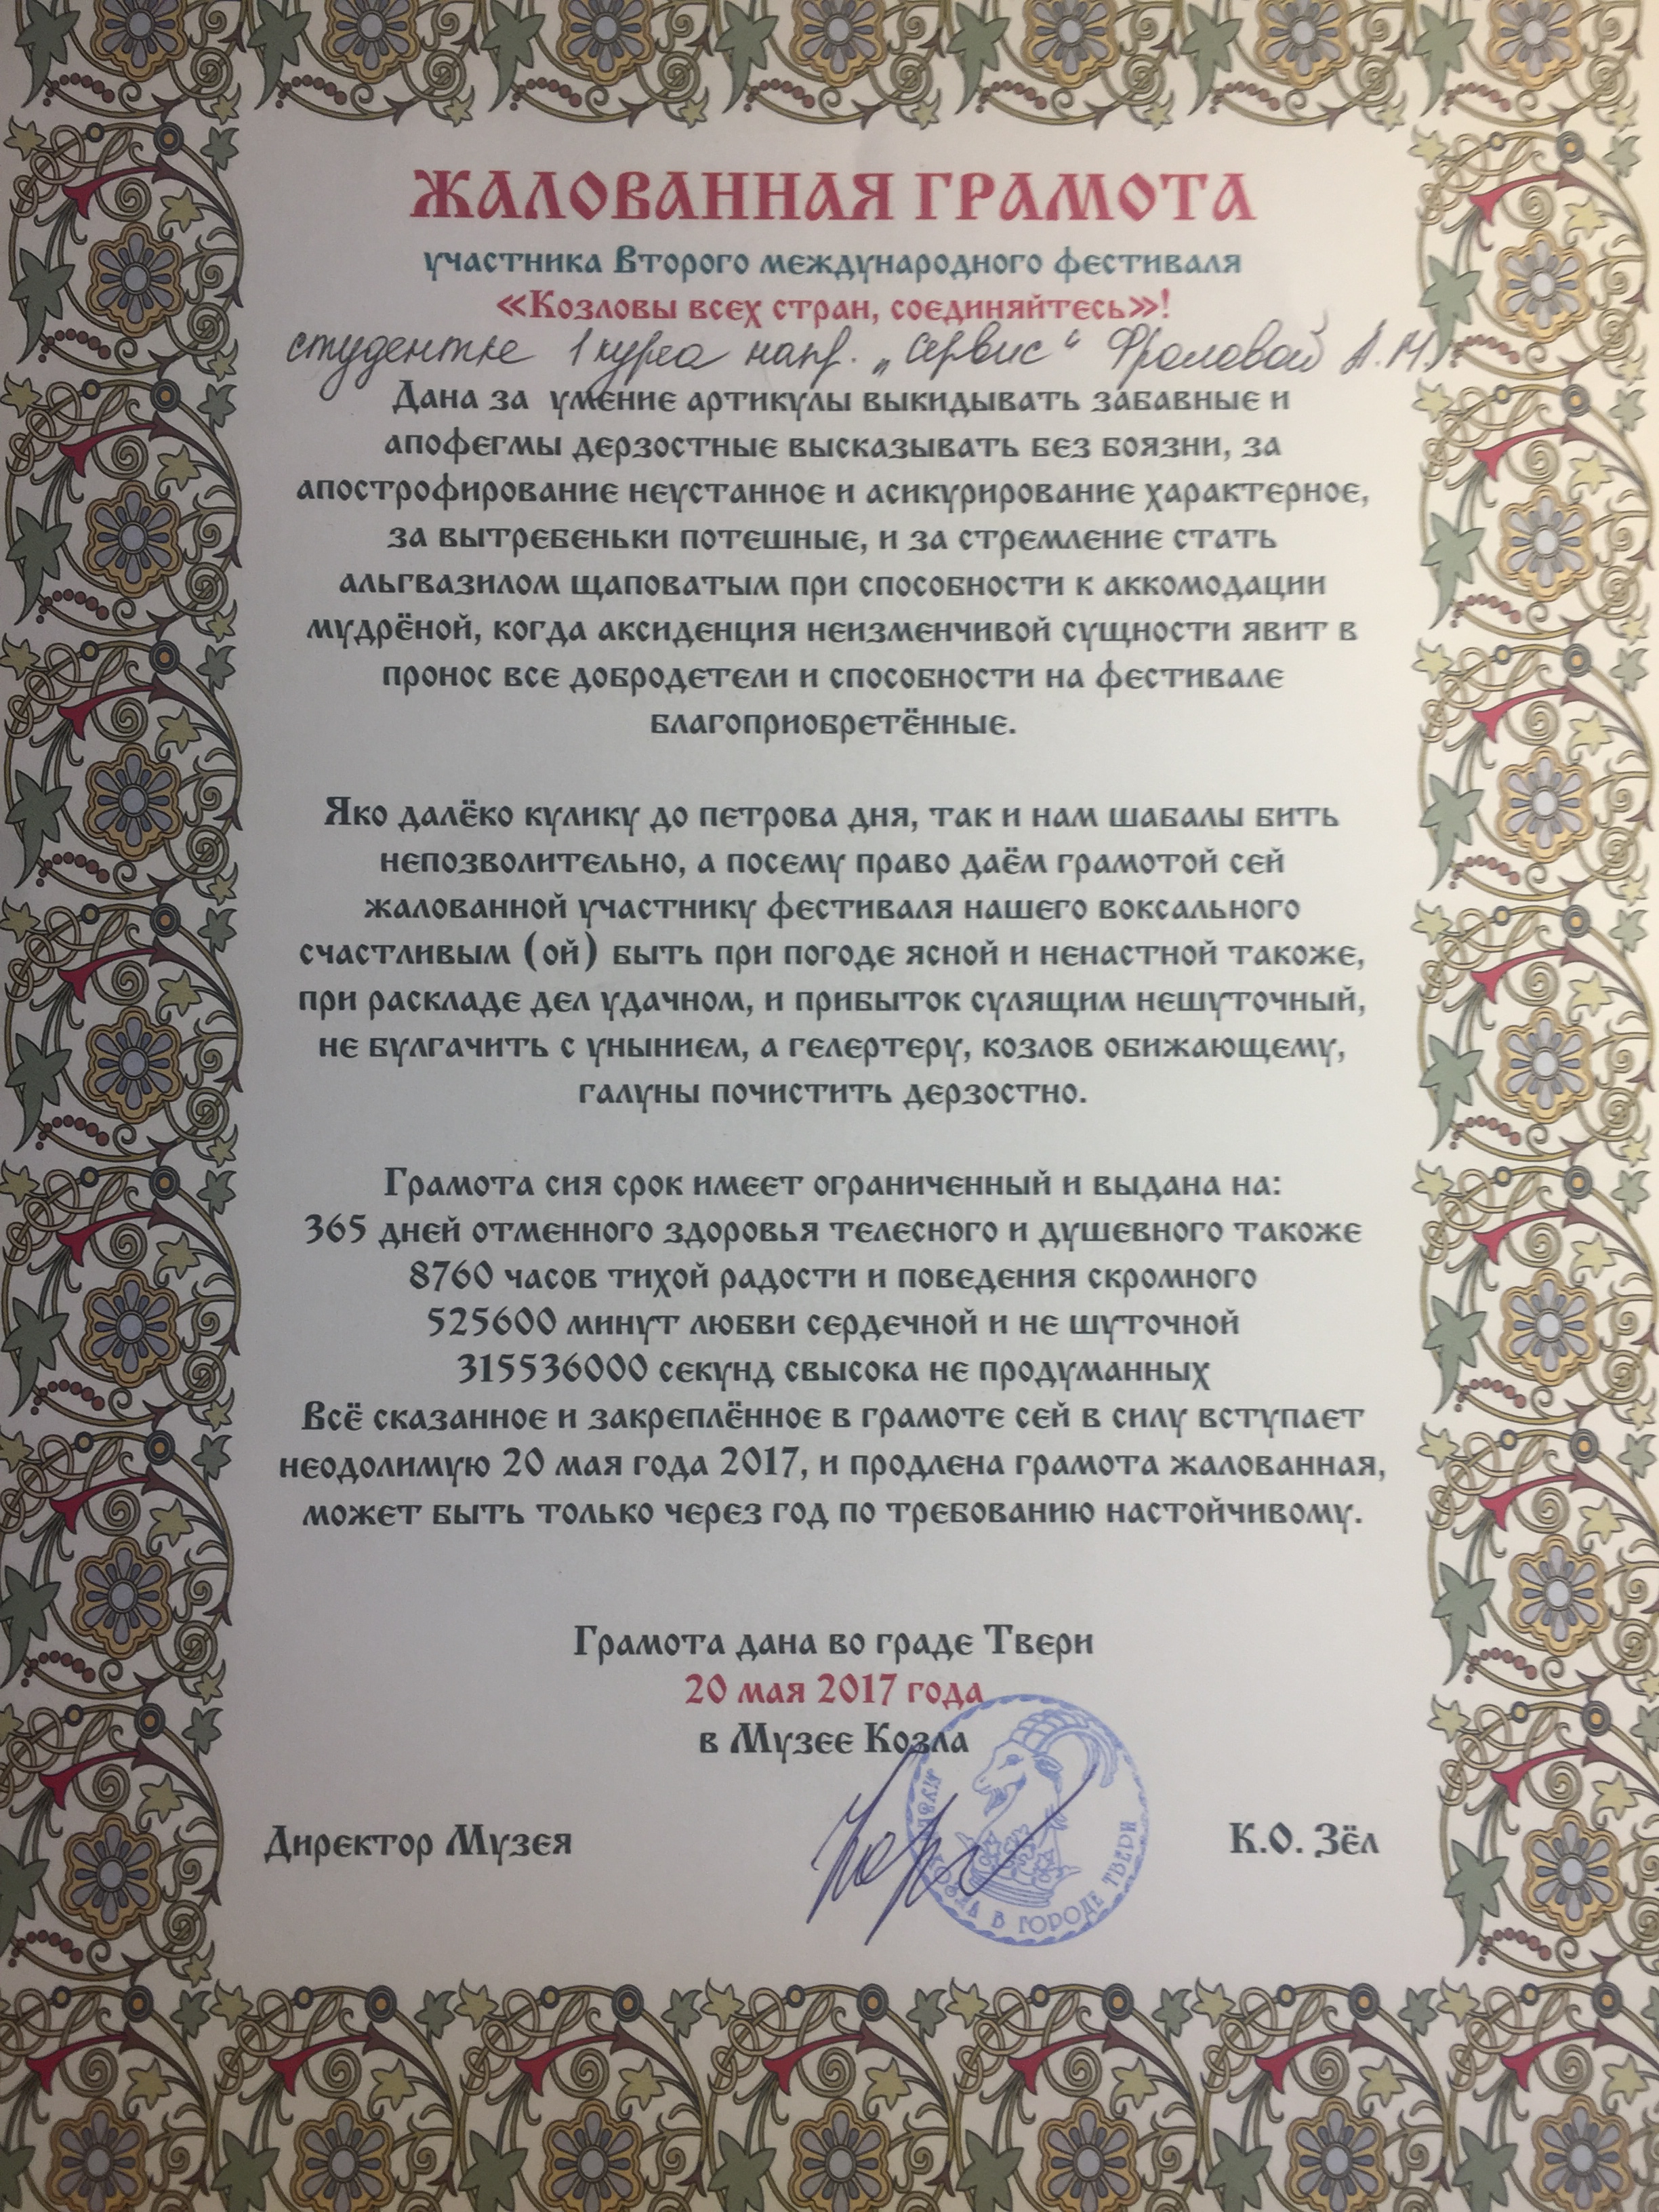 ЖАЛОВАННАЯ ГРАМОТА
участника Второго международного фестиваля
«Козловы всех стран, соединяйтесь»!
студентке 1 курса напр. „Сервис“ Фроловой А.М.
Дана за умение артикулы выкидывать забавные и
апофегмы дерзостные высказывать без боязни, за
апострофирование неустанное и асикурирование характерное,
за вытребеньки потешные, и за стремление стать
альгвазилом щаповатым при способности к аккомодации
мудрёной, когда аксиденция неизменчивой сущности явит в
пронос все добродетели и способности на фестивале
благоприобретённые.
Яко далёко кулику до петрова дня, так и нам шабалы бить
непозволительно, а посему право даём грамотой сей
жалованной участнику фестиваля нашего воксального
счастливым (ой) быть при погоде ясной и ненастной такоже,
при раскладе дел удачном, и прибыток сулящим нешуточный,
не булгачить с унынием, а гелертеру, козлов обижающему,
галуны почистить дерзостно.
Грамота сия срок имеет ограниченный и выдана на:
365 дней отменного здоровья телесного и душевного такоже
8760 часов тихой радости и поведения скромного
525600 минут любви сердечной и не шуточной
315536000 секунд свысока не продуманных
Всё сказанное и закреплённое в грамоте сей в силу вступает
неодолимую 20 мая года 2017, и продлена грамота жалованная,
может быть только через год по требованию настойчивому.
Грамота дана во граде Твери
20 мая 2017 года
в Музее Козла
Директор Музея
К.О. Зёл
В ГОРОДЕ ТВЕРИ